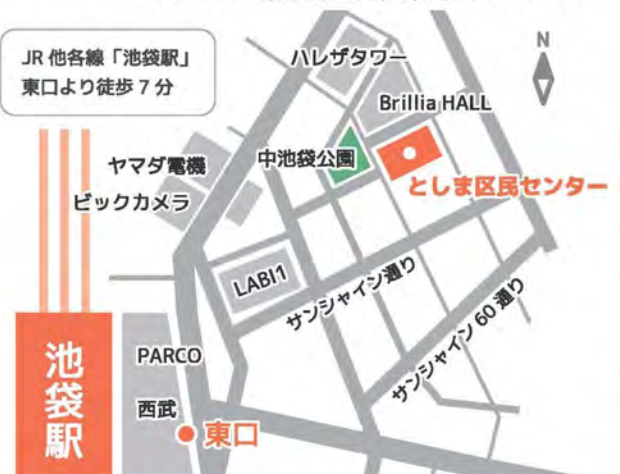 JR 他各線「池袋駅」
東口より徒歩 7 分
ハレザタワー
N
Brillia HALL
中池袋公園
としま区民センター
ヤマダ電機
ビックカメラ
LABI1
サンシャイン通り
サンシャイン 60 通り
池袋駅
PARCO
西武
東口